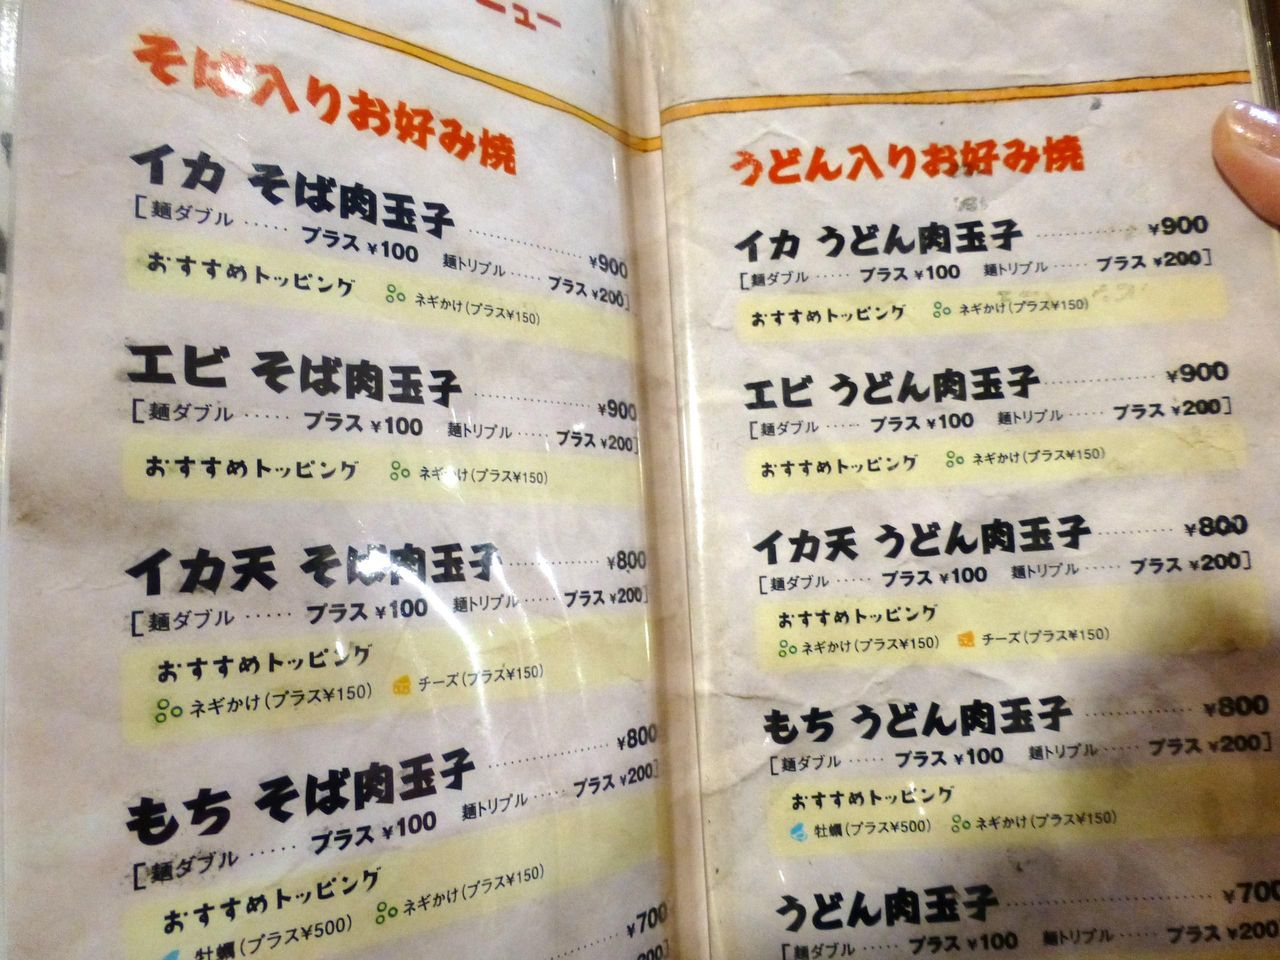 ニュー
そば入りお好み焼
イカ そば肉玉子 ¥900
[麺ダブル ····· プラス¥100 麺トリプル ····· プラス¥200]
おすすめトッピング ネギかけ(プラス¥150)
エビ そば肉玉子 ¥900
[麺ダブル ····· プラス¥100 麺トリプル ····· プラス¥200]
おすすめトッピング ネギかけ(プラス¥150)
イカ天 そば肉玉子 ¥800
[麺ダブル ····· プラス¥100 麺トリプル ····· プラス¥200]
おすすめトッピング
ネギかけ(プラス¥150) チーズ(プラス¥150)
もち そば肉玉子 ¥800
[麺ダブル ····· プラス¥100 麺トリプル ····· プラス¥200]
おすすめトッピング
牡蠣(プラス¥500) ネギかけ(プラス¥150)
¥700
うどん入りお好み焼
イカ うどん肉玉子 ¥900
[麺ダブル ····· プラス¥100 麺トリプル ····· プラス¥200]
おすすめトッピング ネギかけ(プラス¥150)
エビ うどん肉玉子 ¥900
[麺ダブル ····· プラス¥100 麺トリプル ····· プラス¥200]
おすすめトッピング ネギかけ(プラス¥150)
イカ天 うどん肉玉子 ¥800
[麺ダブル ····· プラス¥100 麺トリプル ····· プラス¥200]
おすすめトッピング
ネギかけ(プラス¥150) チーズ(プラス¥150)
もち うどん肉玉子 ¥800
[麺ダブル ····· プラス¥100 麺トリプル ····· プラス¥200]
おすすめトッピング
牡蠣(プラス¥500) ネギかけ(プラス¥150)
うどん肉玉子 ¥700
[麺ダブル ····· プラス¥100 麺トリプル ····· プラス¥200